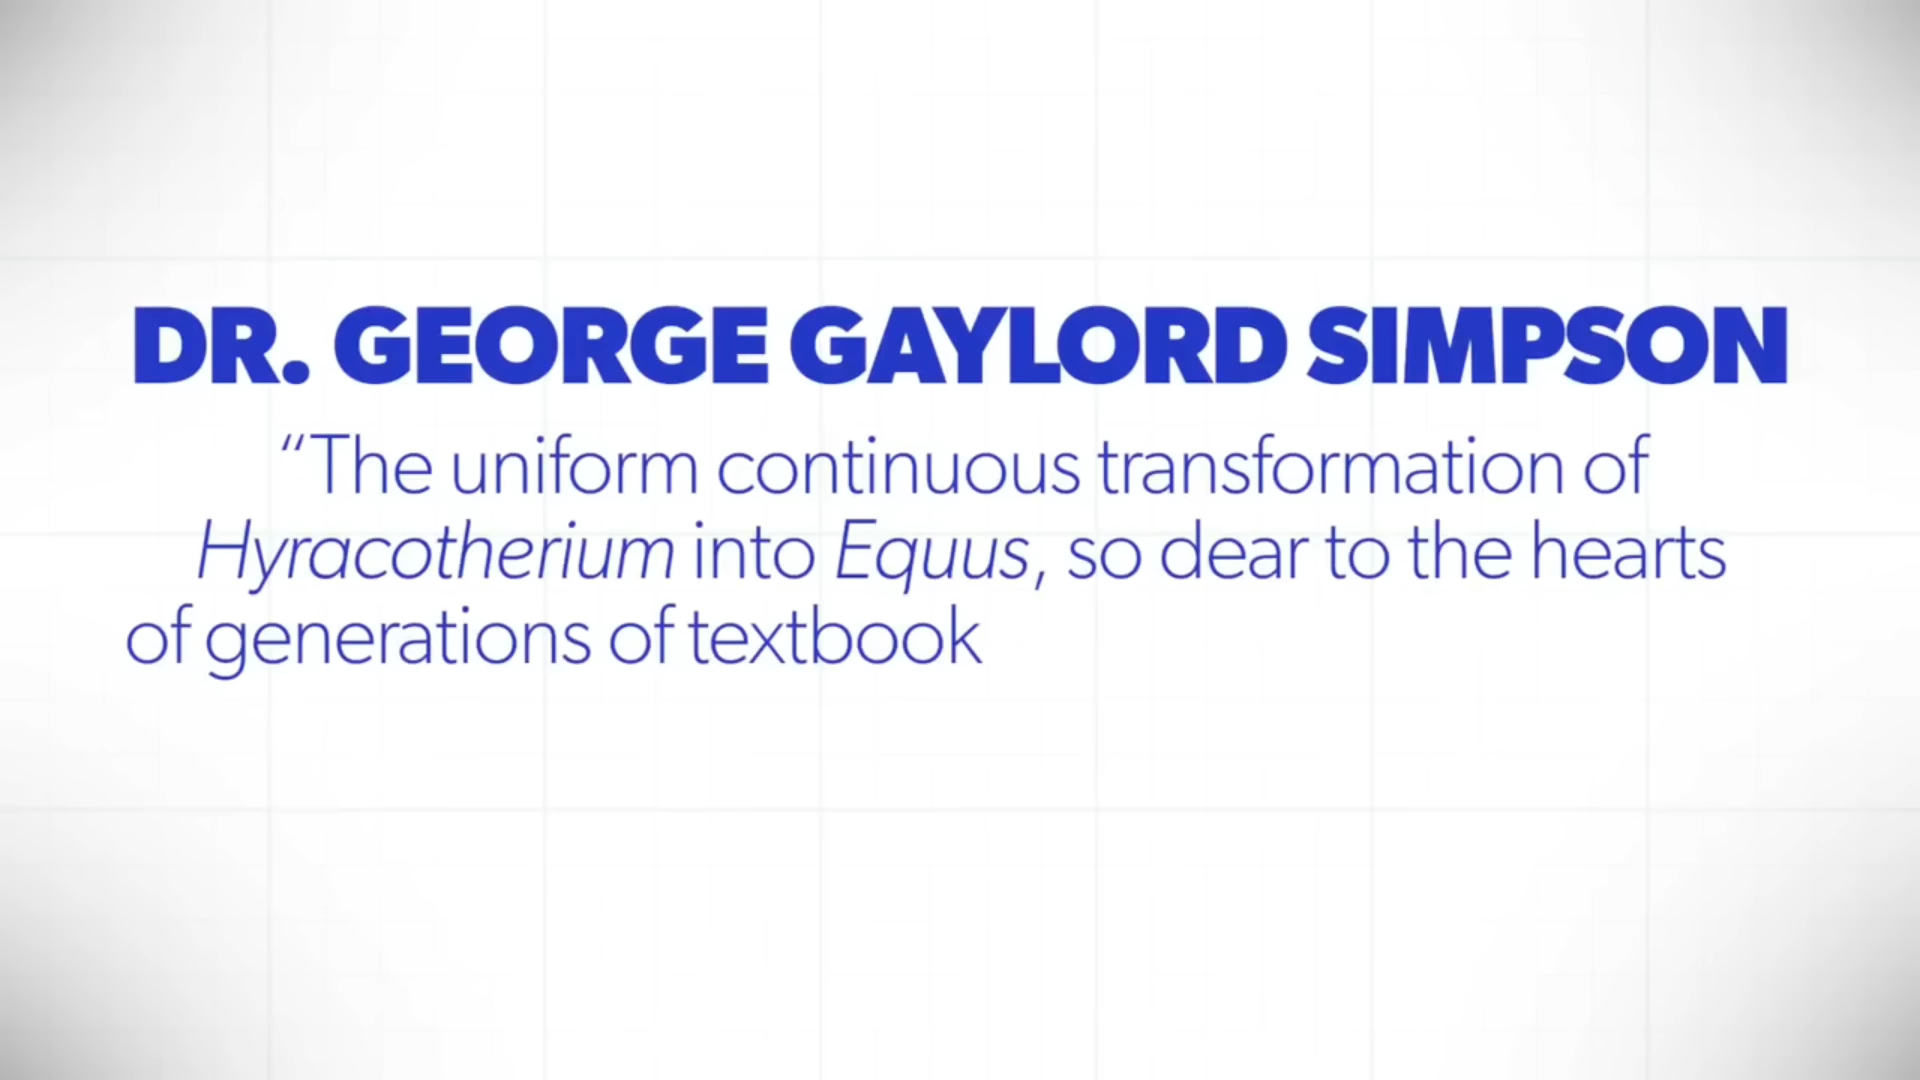 DR. GEORGE GAYLORD SIMPSON
“The uniform continuous transformation of
Hyracotherium into Equus, so dear to the hearts
of generations of textbook